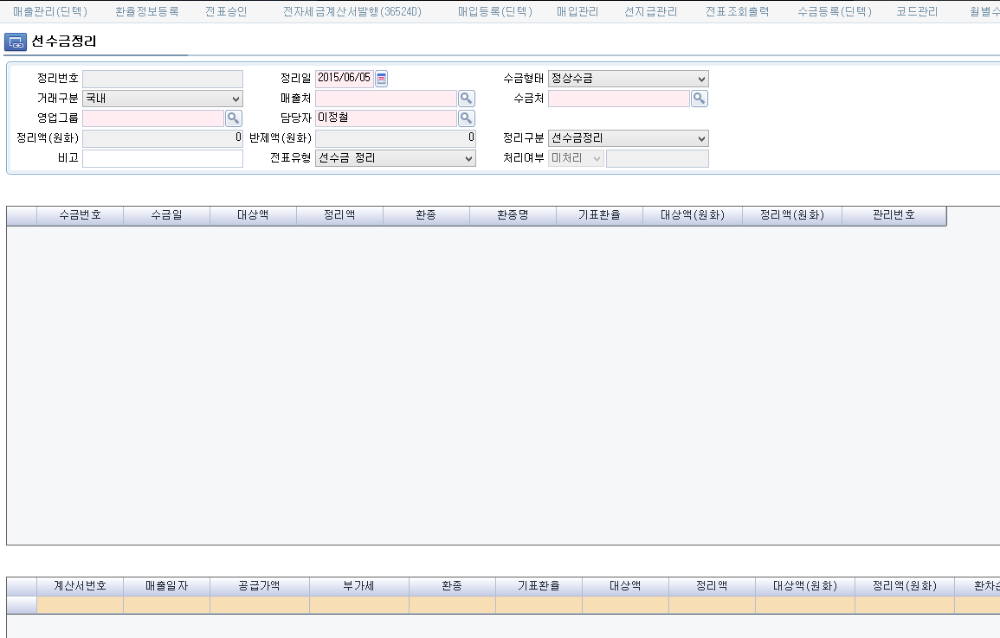 매출관리(딘텍) 환율정보등록 전표승인 전자세금계산서발행(36524D) 매입등록(딘텍) 매입관리 선지급관리 전표조회출력 수금등록(딘텍) 코드관리 월별수
선수금정리
정리번호 정리일 2015/06/05 수금형태 정상수금
거래구분 국내 매출처 수금처
영업그룹 담당자 이정철
정리액(원화) 0 반제액(원화) 0 정리구분 선수금정리
비고 전표유형 선수금 정리 처리여부 미처리
수금번호 수금일 대상액 정리액 환종 환종명 기표환율 대상액(원화) 정리액(원화) 관리번호
계산서번호 매출일자 공급가액 부가세 환종 기표환율 대상액 정리액 대상액(원화) 정리액(원화) 환차손